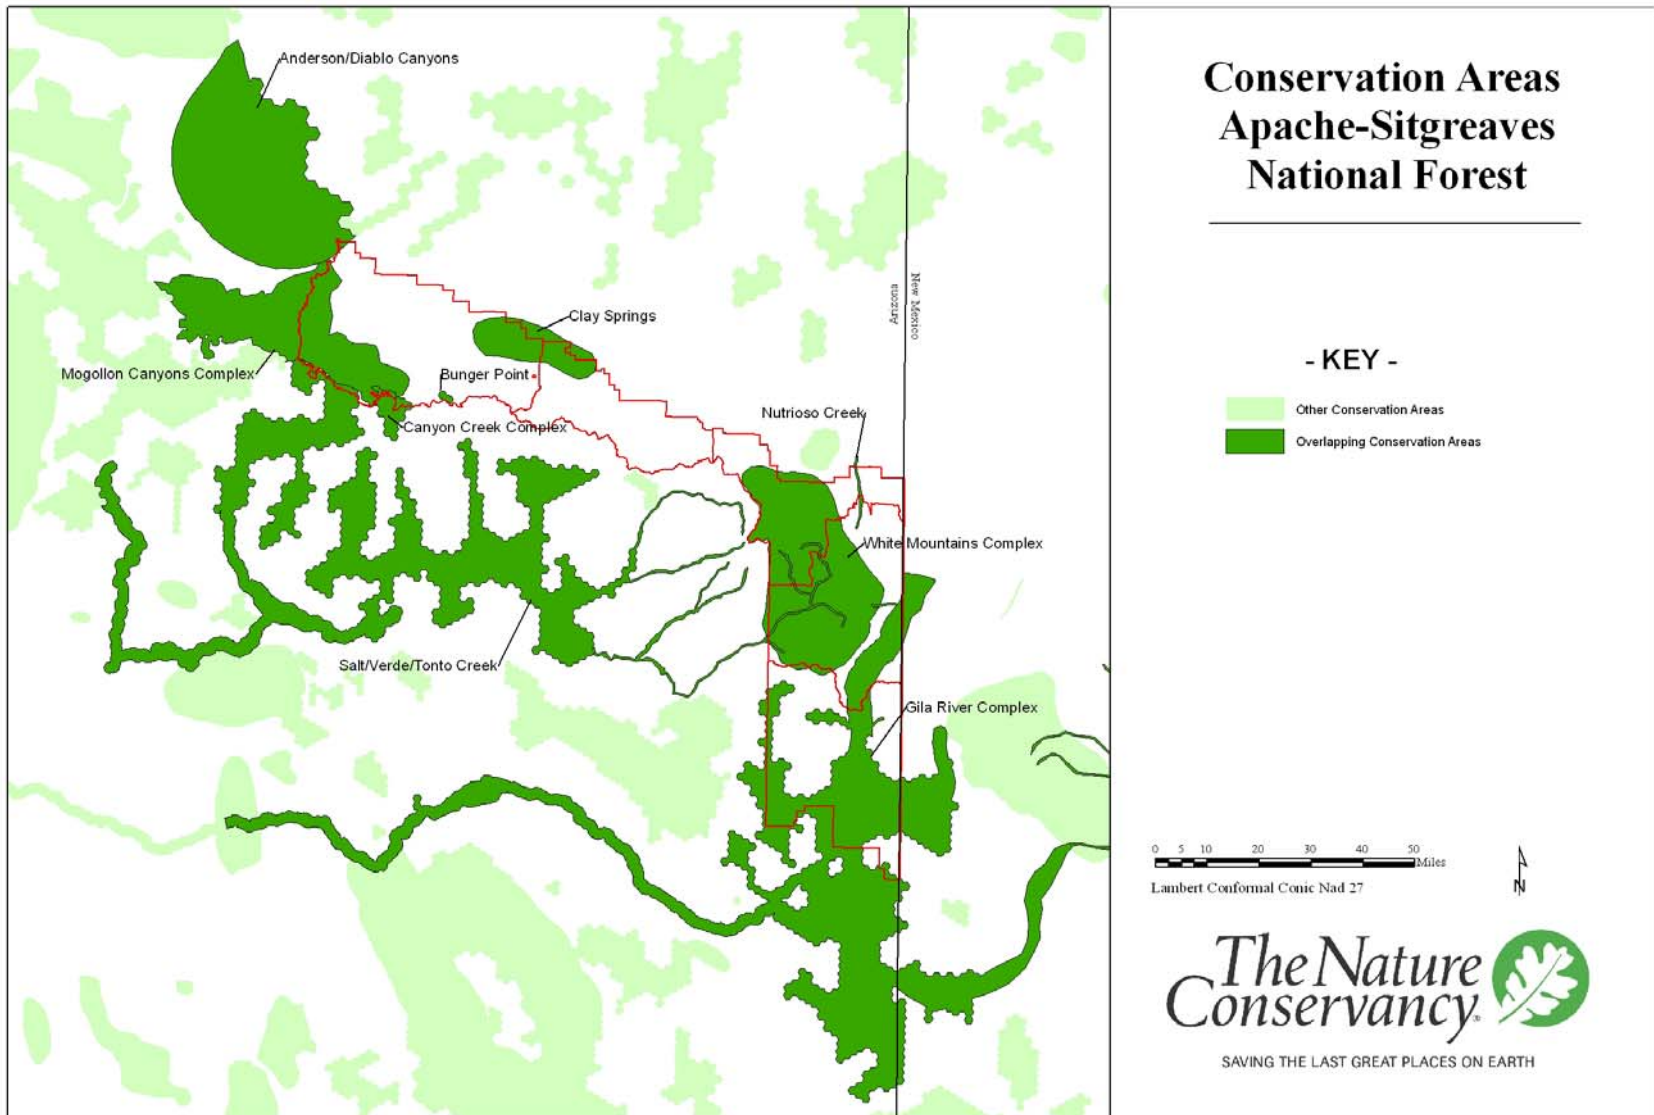 Conservation Areas
Apache-Sitgreaves
National Forest
Anderson/Diablo Canyons
Clay Springs
Arizona
New Mexico
Mogollon Canyons Complex
Bunger Point
Canyon Creek Complex
Nutrioso Creek
White Mountains Complex
Salt/Verde/Tonto Creek
Gila River Complex
- KEY -
Other Conservation Areas
Overlapping Conservation Areas
0 5 10 20 30 40 50
Miles
Lambert Conformal Conic Nad 27
N
The Nature
Conservancy®
SAVING THE LAST GREAT PLACES ON EARTH